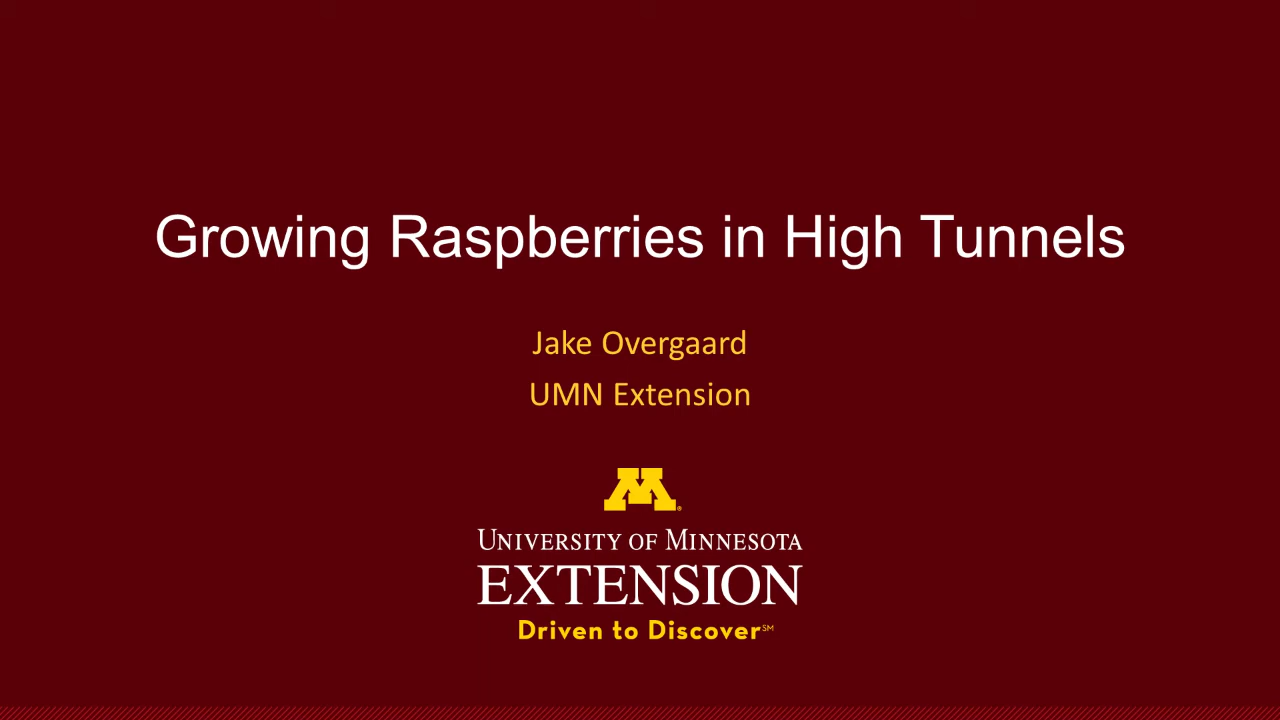 Growing Raspberries in High Tunnels
Jake Overgaard
UMN Extension
M®
UNIVERSITY OF MINNESOTA
EXTENSION
Driven to Discover℠